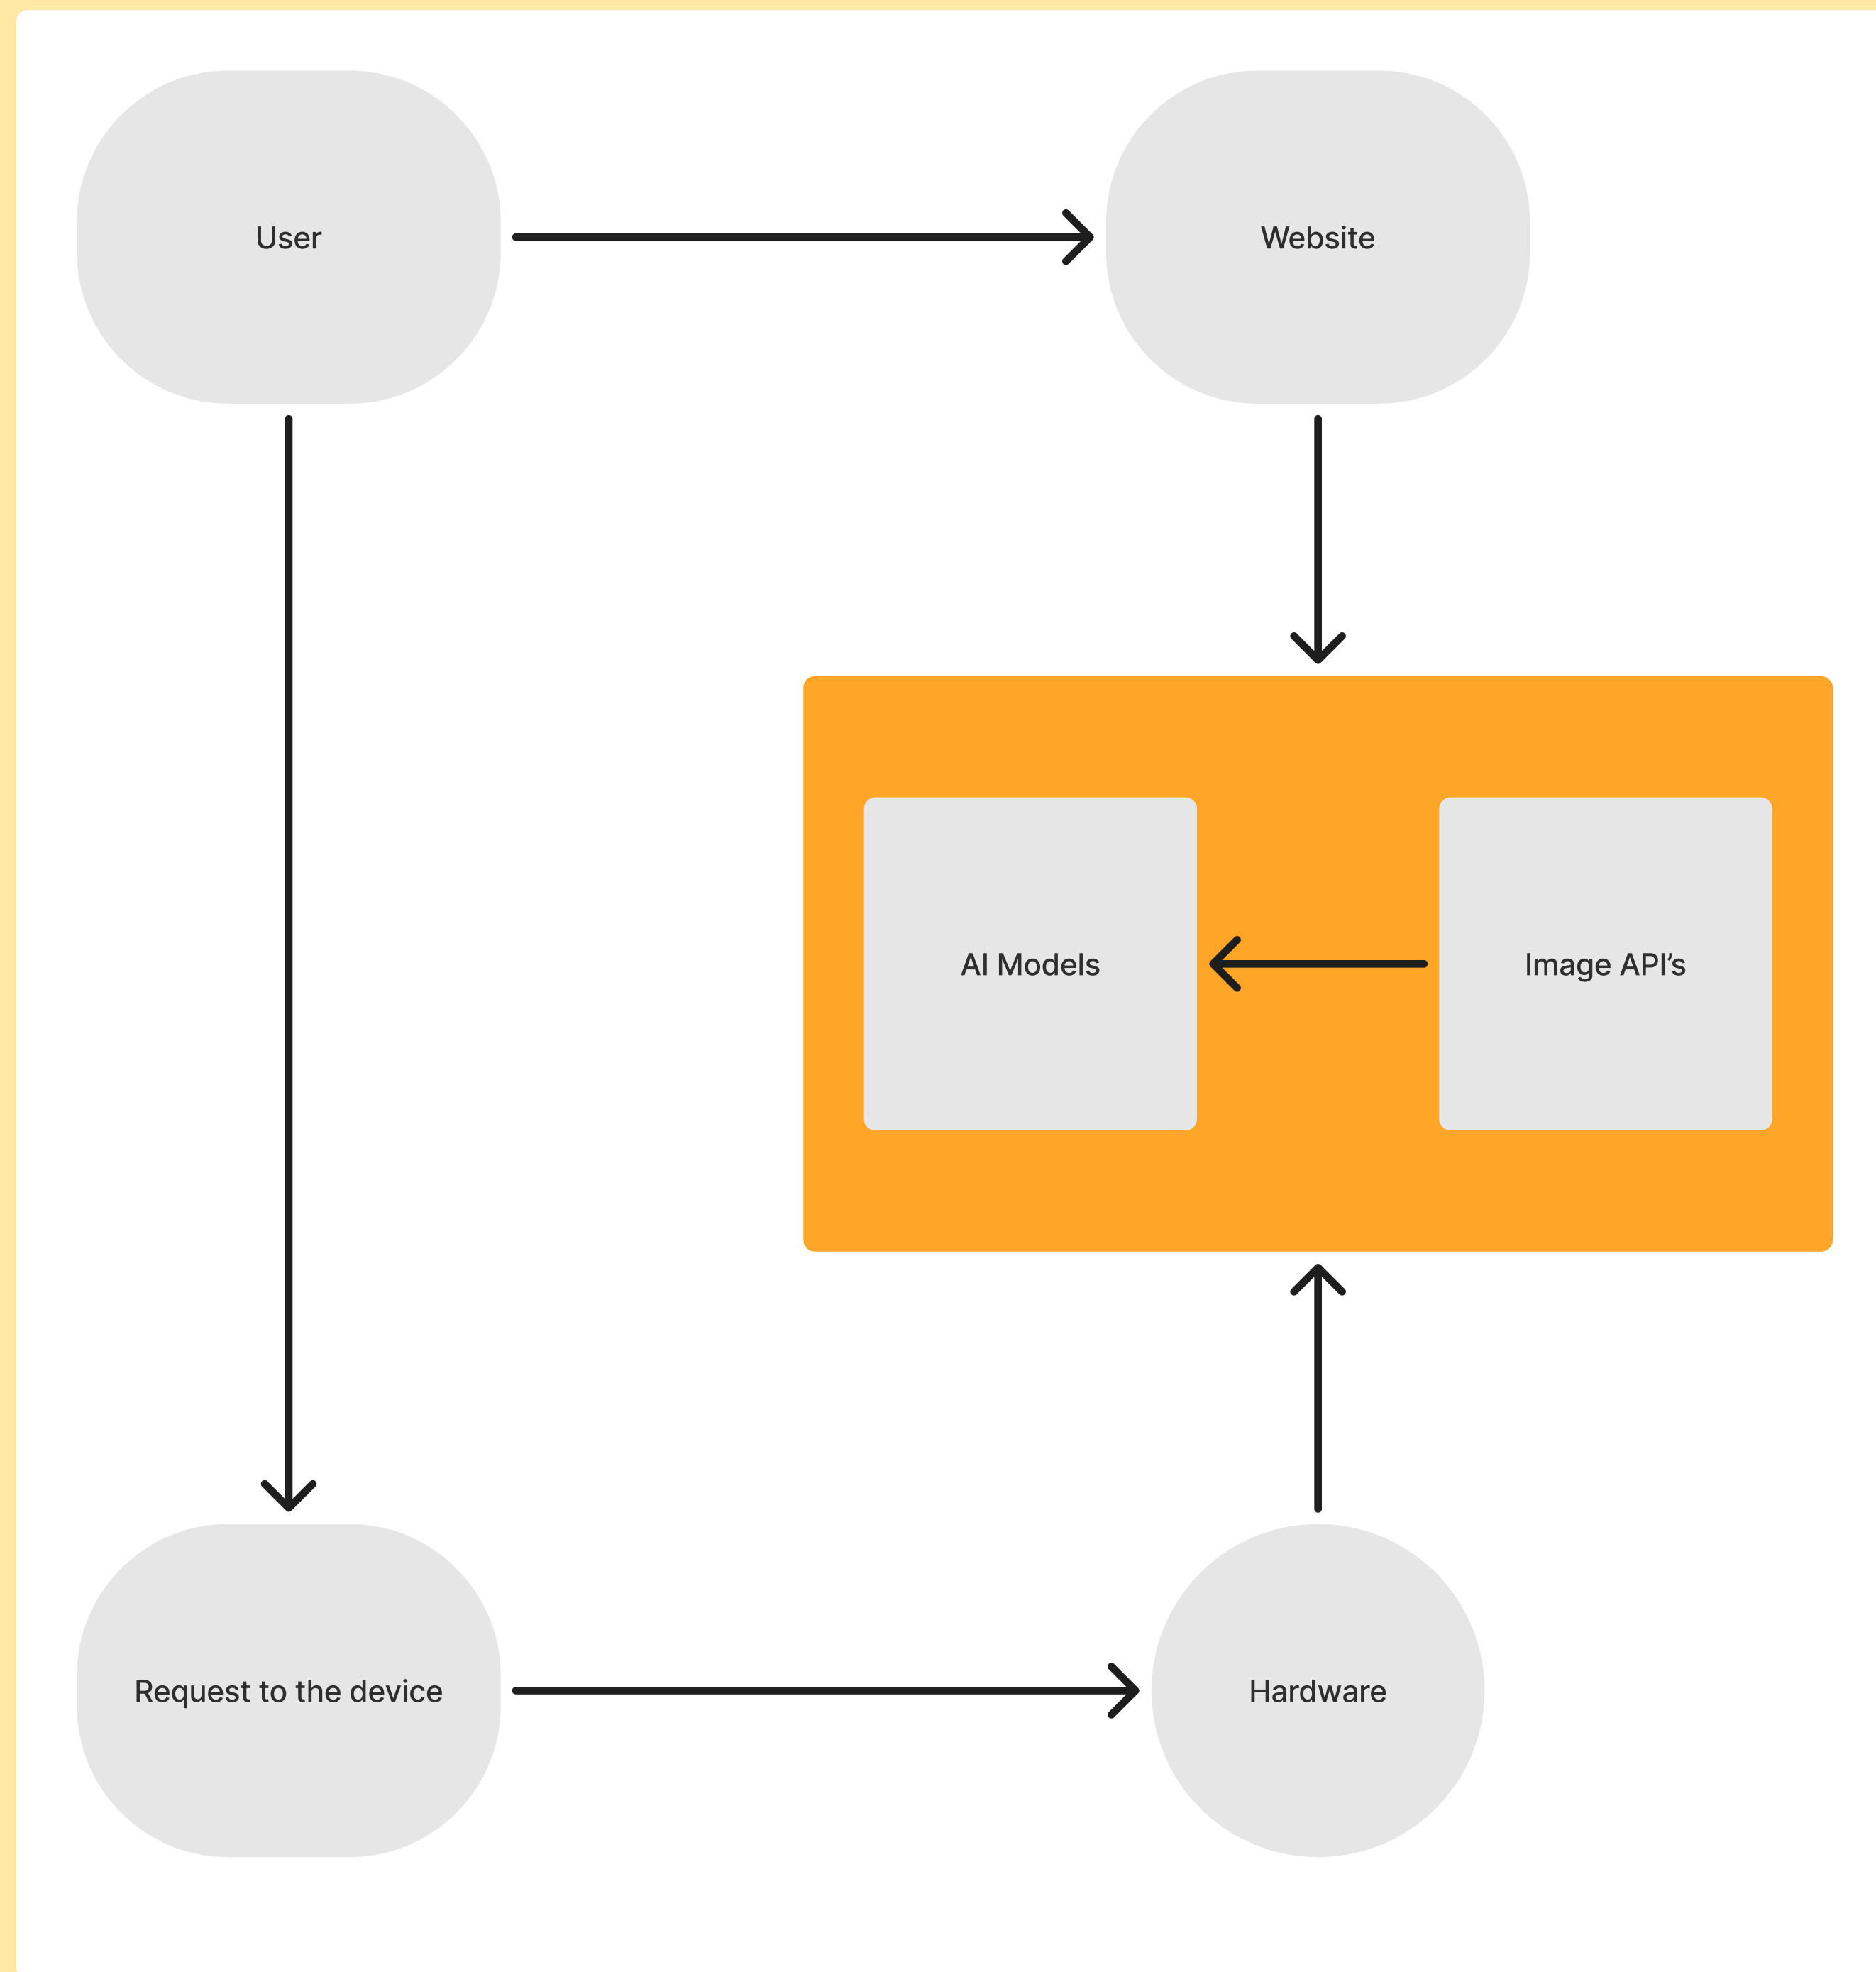 User
Website
AI Models
Image API’s
Request to the device
Hardware